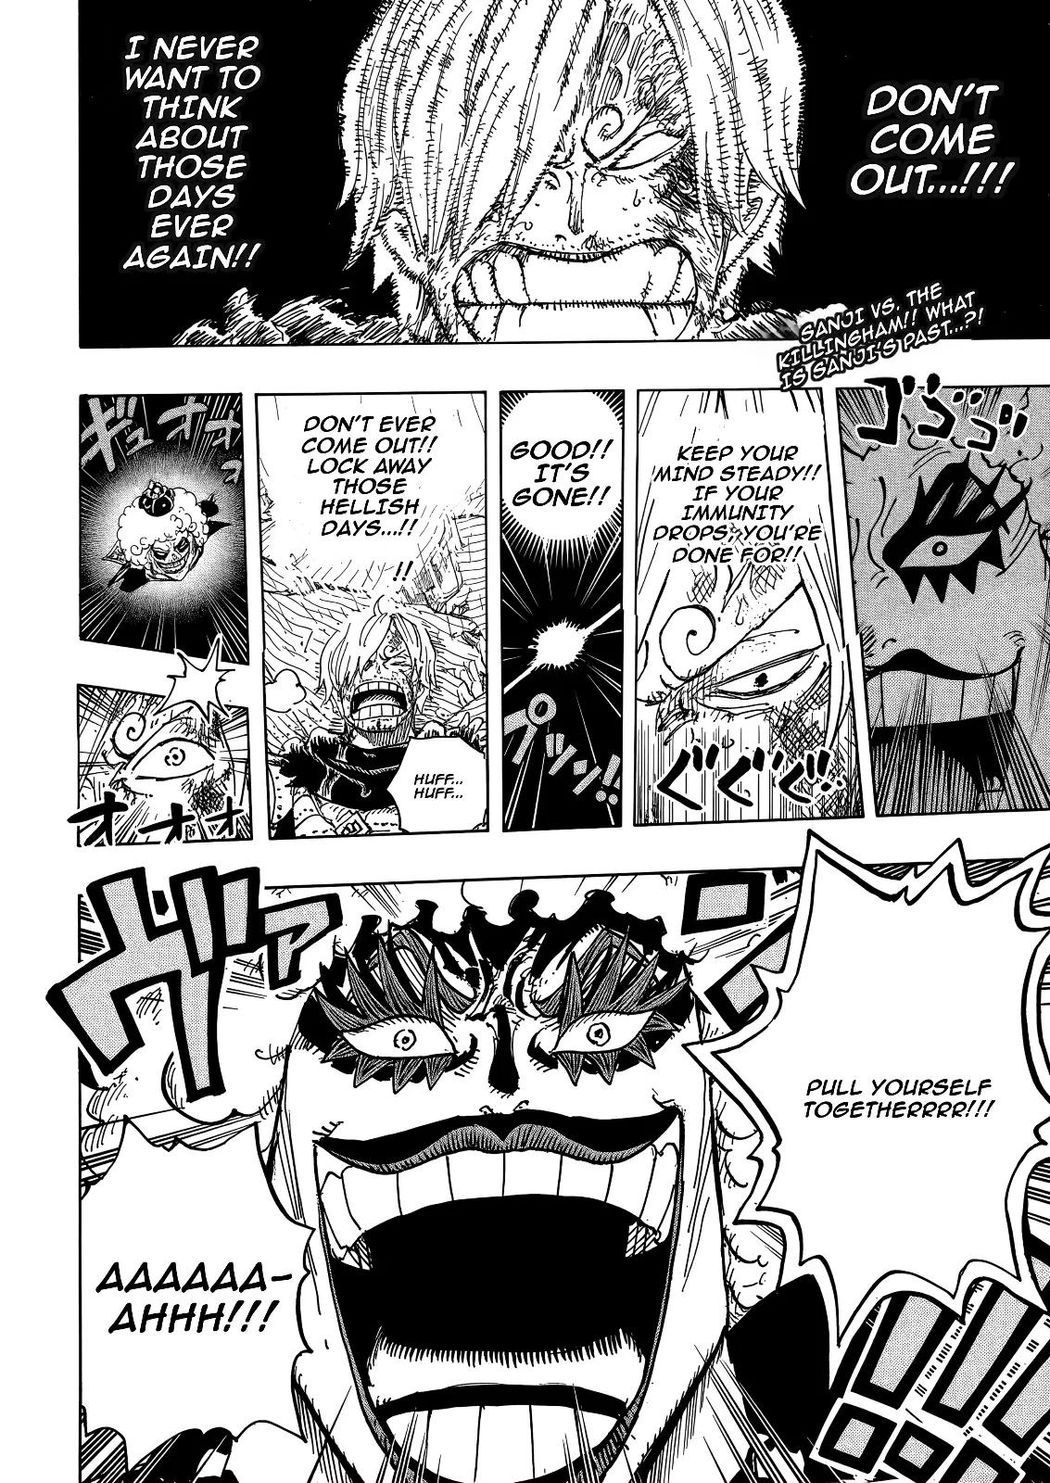 DON'T
COME
OUT...!!!
I NEVER
WANT TO
THINK
ABOUT
THOSE
DAYS
EVER
AGAIN!!
SANJI VS. THE
KILLINGHAM!! WHAT
IS SANJI'S PAST...?!
ゴゴゴゴ
KEEP YOUR
MIND STEADY!!
IF YOUR
IMMUNITY
DROPS, YOU'RE
DONE FOR!!
ぐぐぐ…
GOOD!!
IT'S
GONE!!
プツン!!
DON'T EVER
COME OUT!!
LOCK AWAY
THOSE
HELLISH
DAYS...!!
!!
HUFF...
HUFF...
ギュオオオ
オオオオ
PULL YOURSELF
TOGETHERRRR!!!
ヴァ
AAAAAA-
AHHH!!!